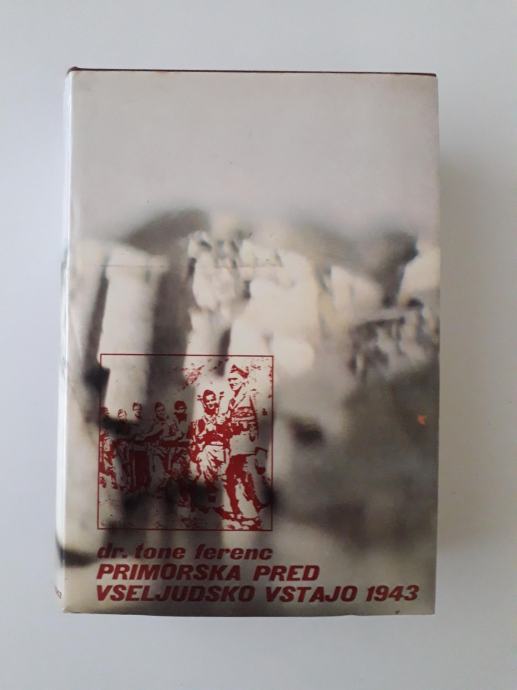 dr. tone ferenc
PRIMORSKA PRED
VSELJUDSKO VSTAJO 1943